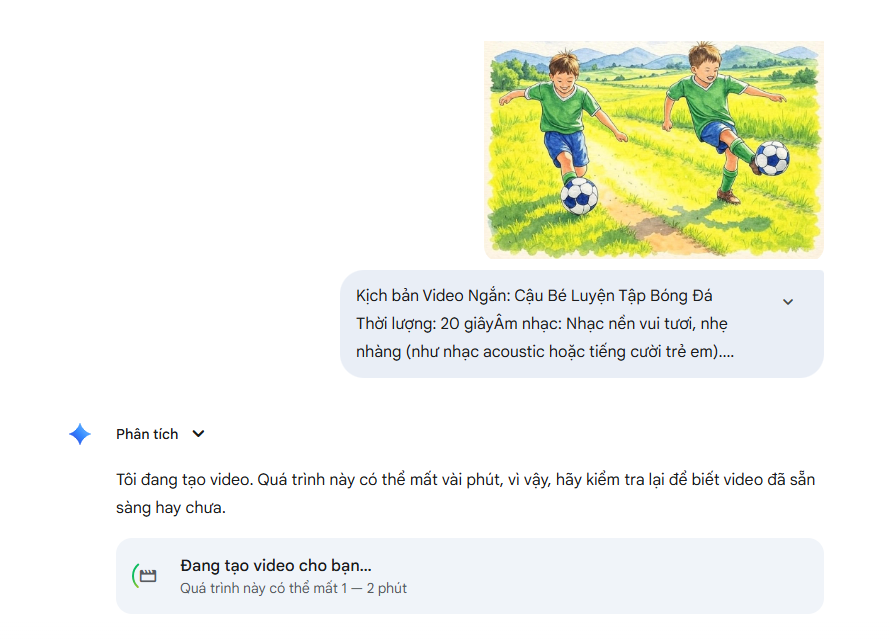 Kịch bản Video Ngắn: Cậu Bé Luyện Tập Bóng Đá
Thời lượng: 20 giâyÂm nhạc: Nhạc nền vui tươi, nhẹ
nhàng (như nhạc acoustic hoặc tiếng cười trẻ em)....
Phân tích
Tôi đang tạo video. Quá trình này có thể mất vài phút, vì vậy, hãy kiểm tra lại để biết video đã sẵn
sàng hay chưa.
Đang tạo video cho bạn...
Quá trình này có thể mất 1 — 2 phút